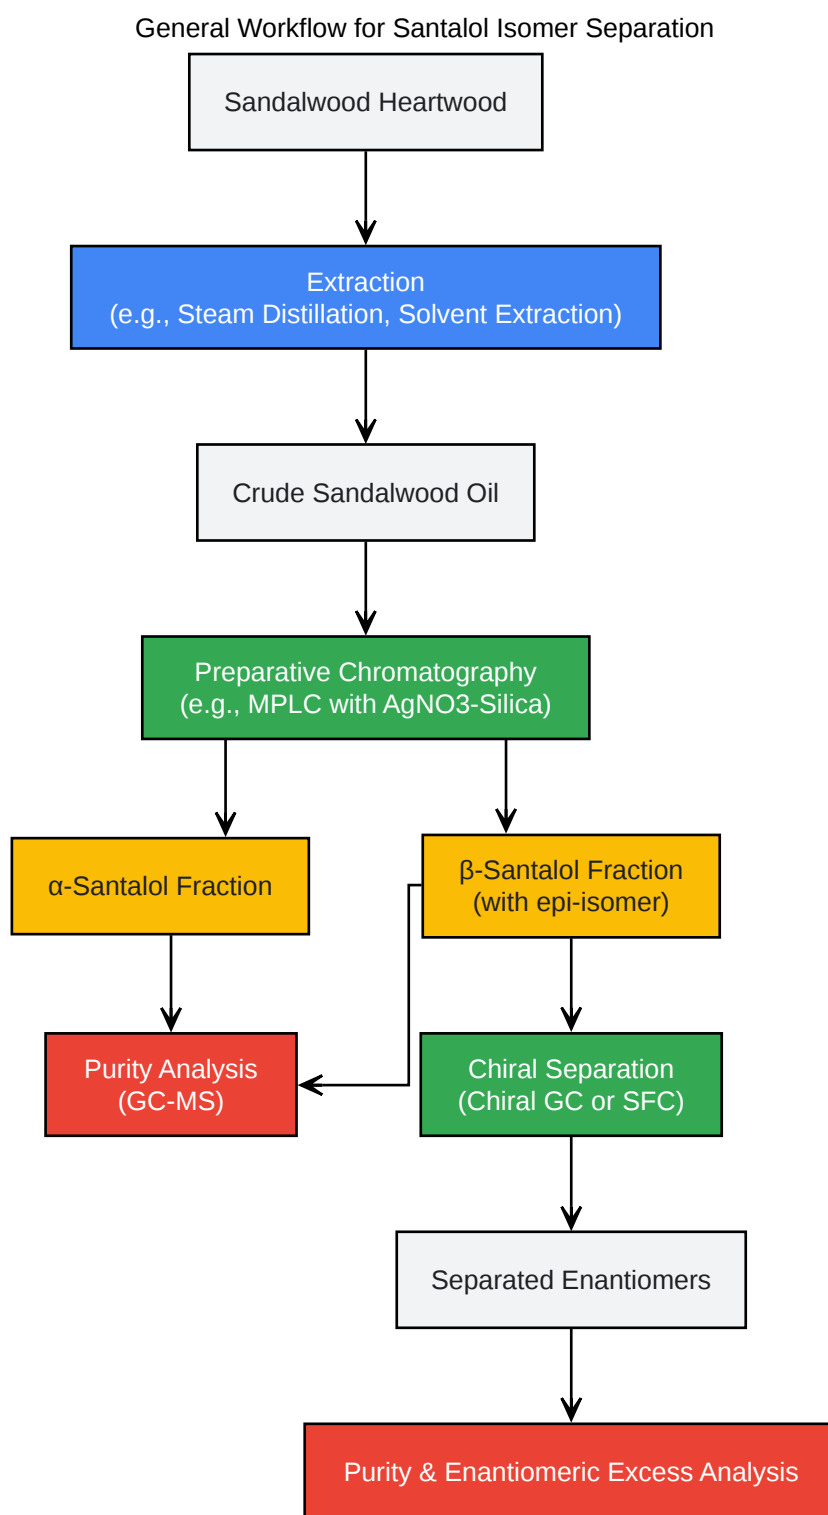 General Workflow for Santalol Isomer Separation
Sandalwood Heartwood
Extraction
(e.g., Steam Distillation, Solvent Extraction)
Crude Sandalwood Oil
Preparative Chromatography
(e.g., MPLC with AgNO3-Silica)
α-Santalol Fraction
β-Santalol Fraction
(with epi-isomer)
Purity Analysis
(GC-MS)
Chiral Separation
(Chiral GC or SFC)
Separated Enantiomers
Purity & Enantiomeric Excess Analysis